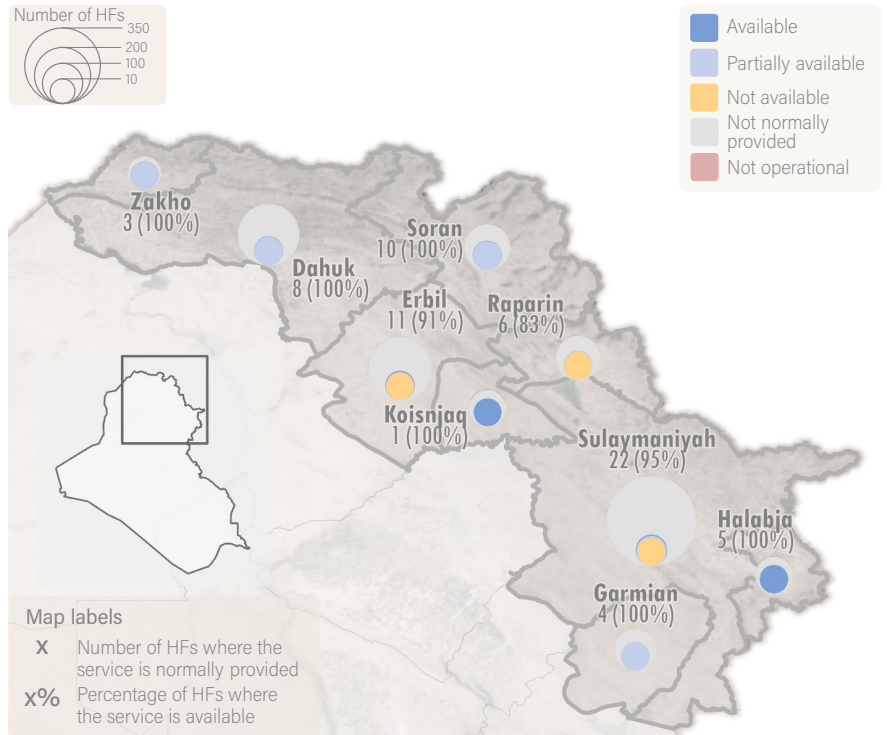 Number of HFs
350
200
100
10
Available
Partially available
Not available
Not normally
provided
Not operational
Zakho
3 (100%)
Dahuk
8 (100%)
Soran
10 (100%)
Erbil
11 (91%)
Raparin
6 (83%)
Koisnjaq
1 (100%)
Sulaymaniyah
22 (95%)
Halabja
5 (100%)
Garmian
4 (100%)
Map labels
x Number of HFs where the
service is normally provided
x% Percentage of HFs where
the service is available